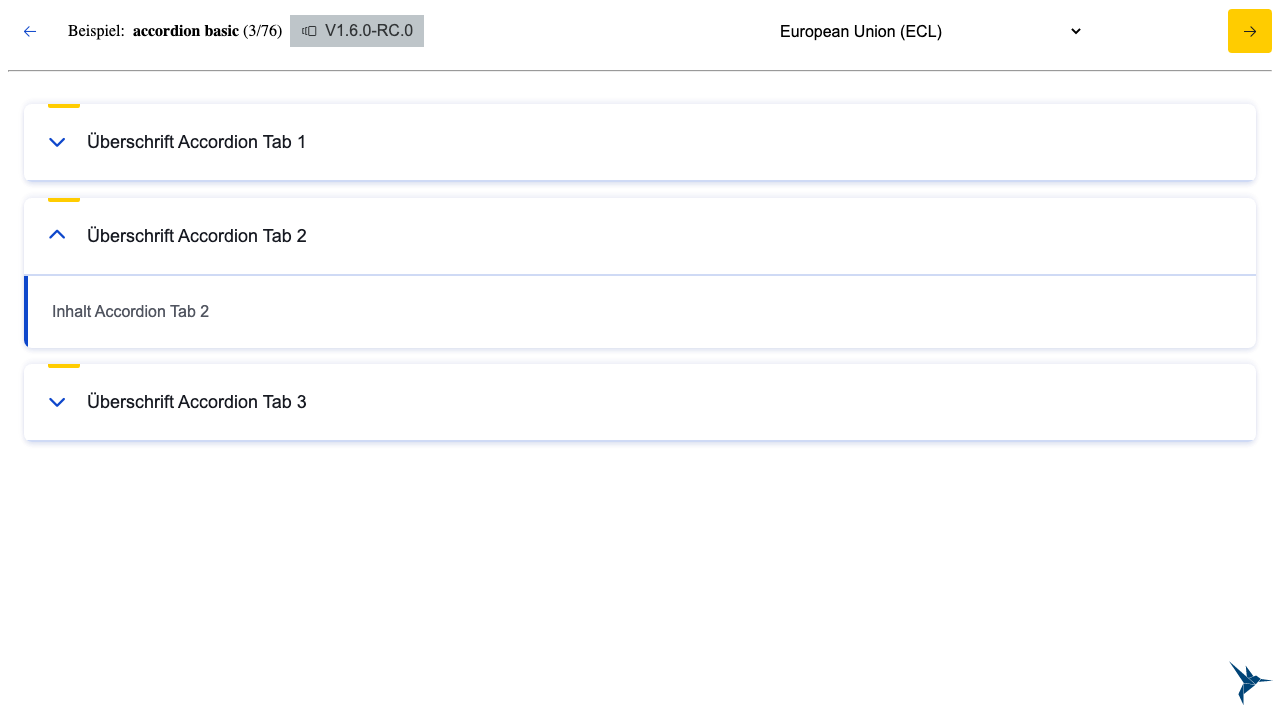 Beispiel: accordion basic (3/76) V1.6.0-RC.0 European Union (ECL)
Überschrift Accordion Tab 1
Überschrift Accordion Tab 2
Inhalt Accordion Tab 2
Überschrift Accordion Tab 3